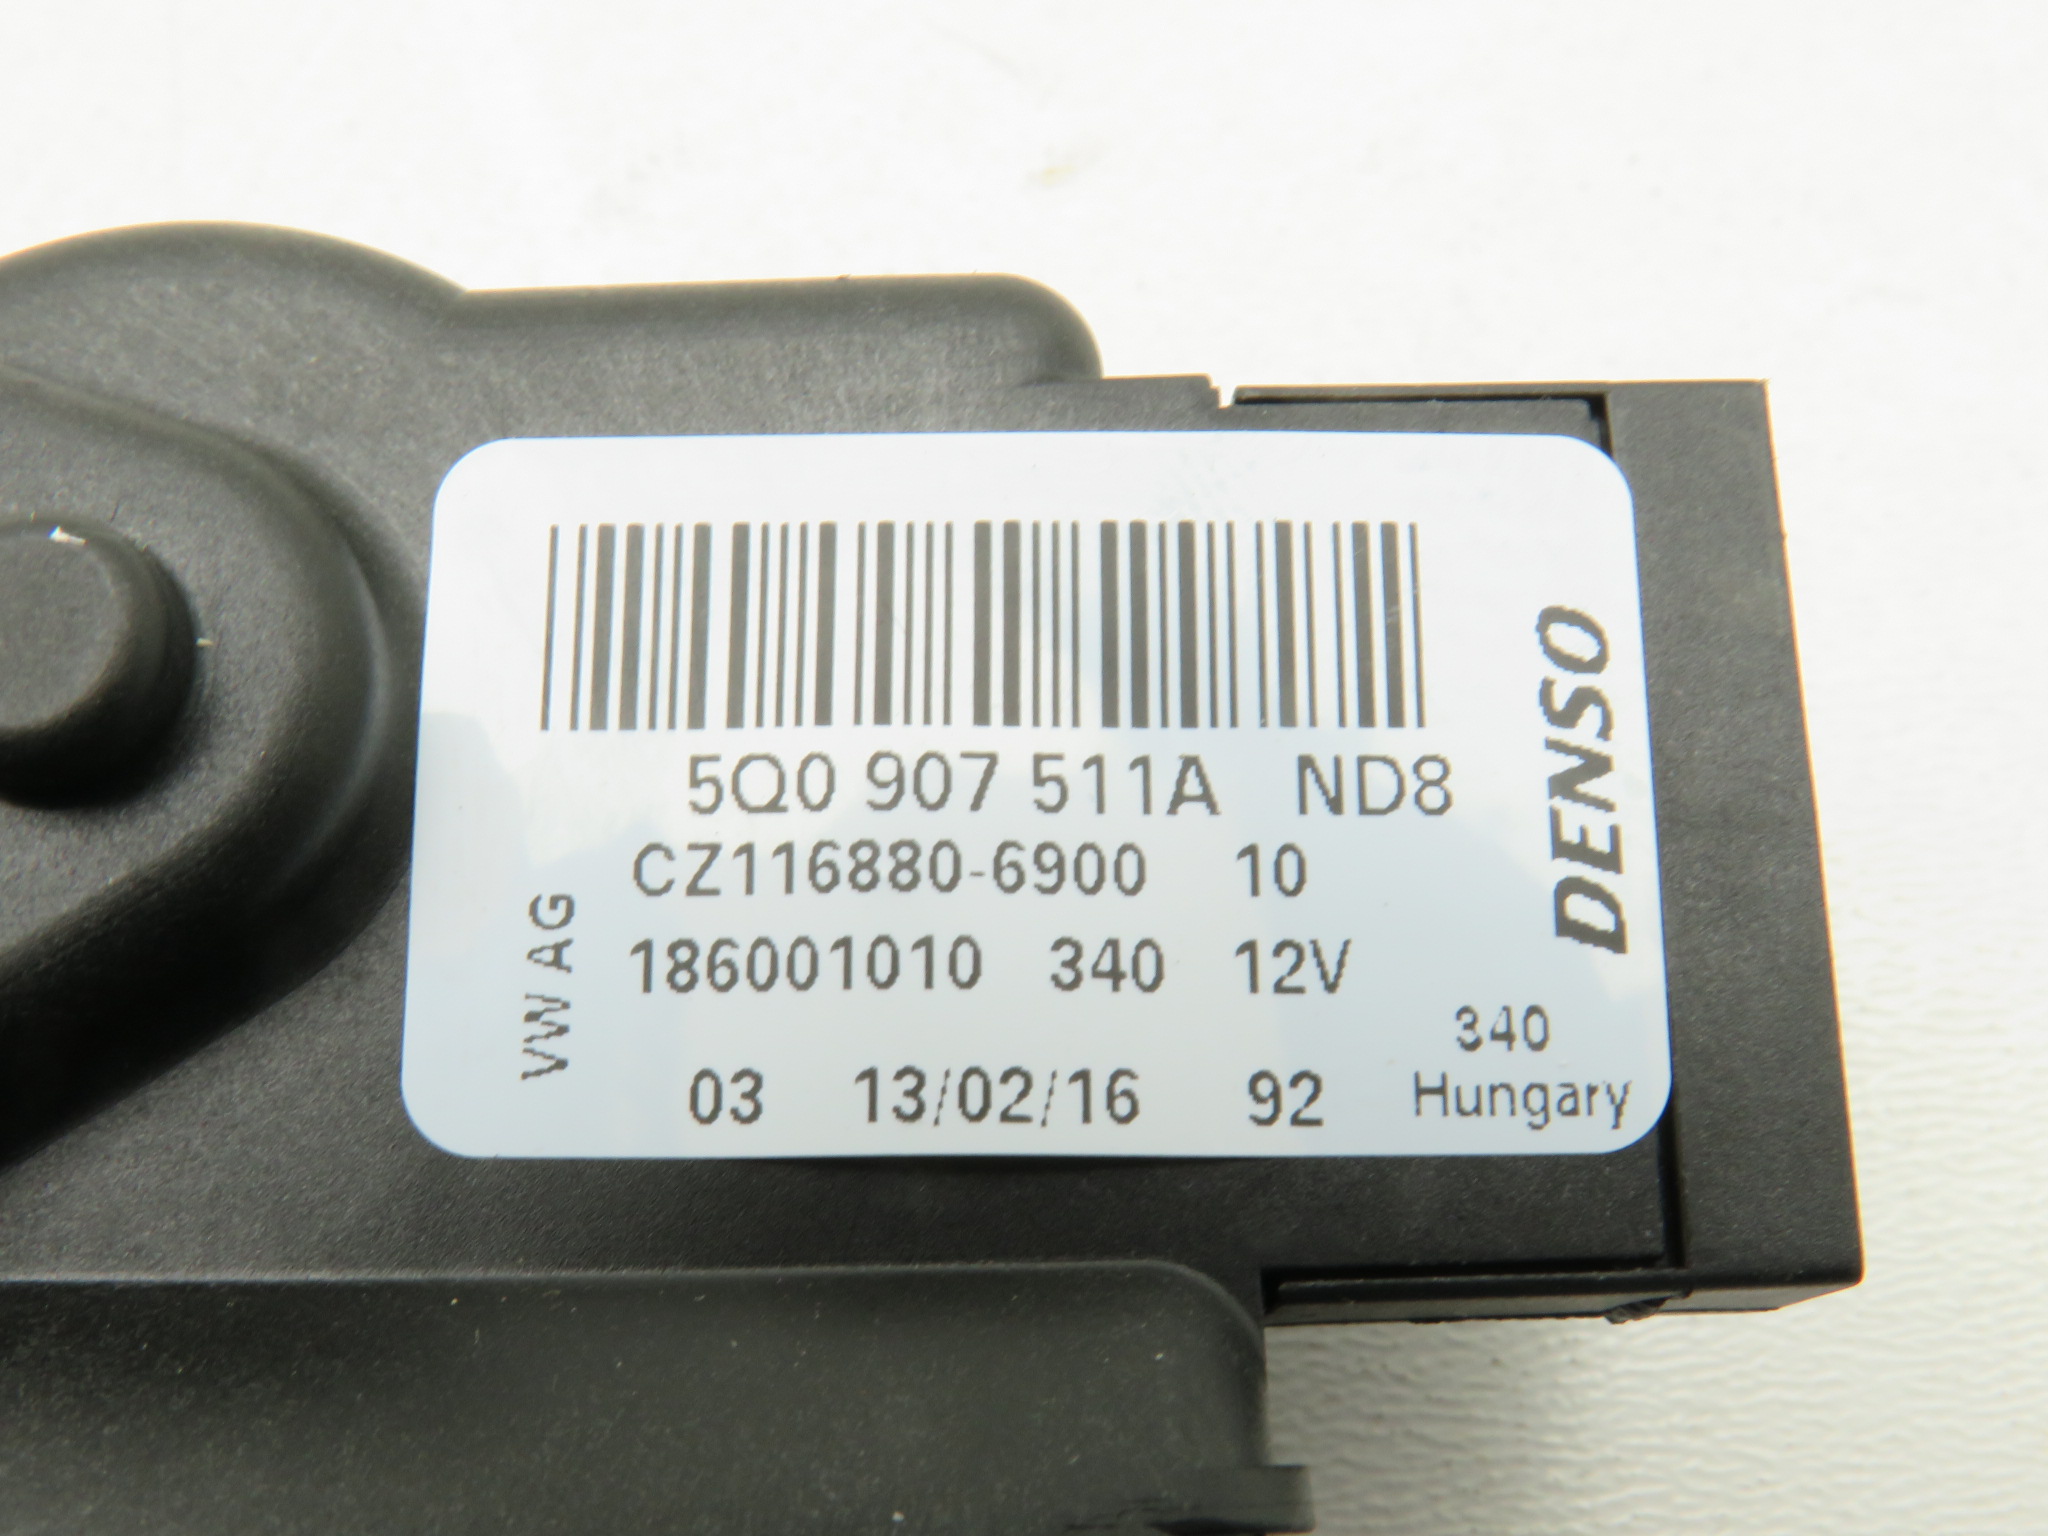 5Q0 907 511A ND8
CZ116880-6900 10
186001010 340 12V
03 13/02/16 92
340
Hungary
VW AG
DENSO